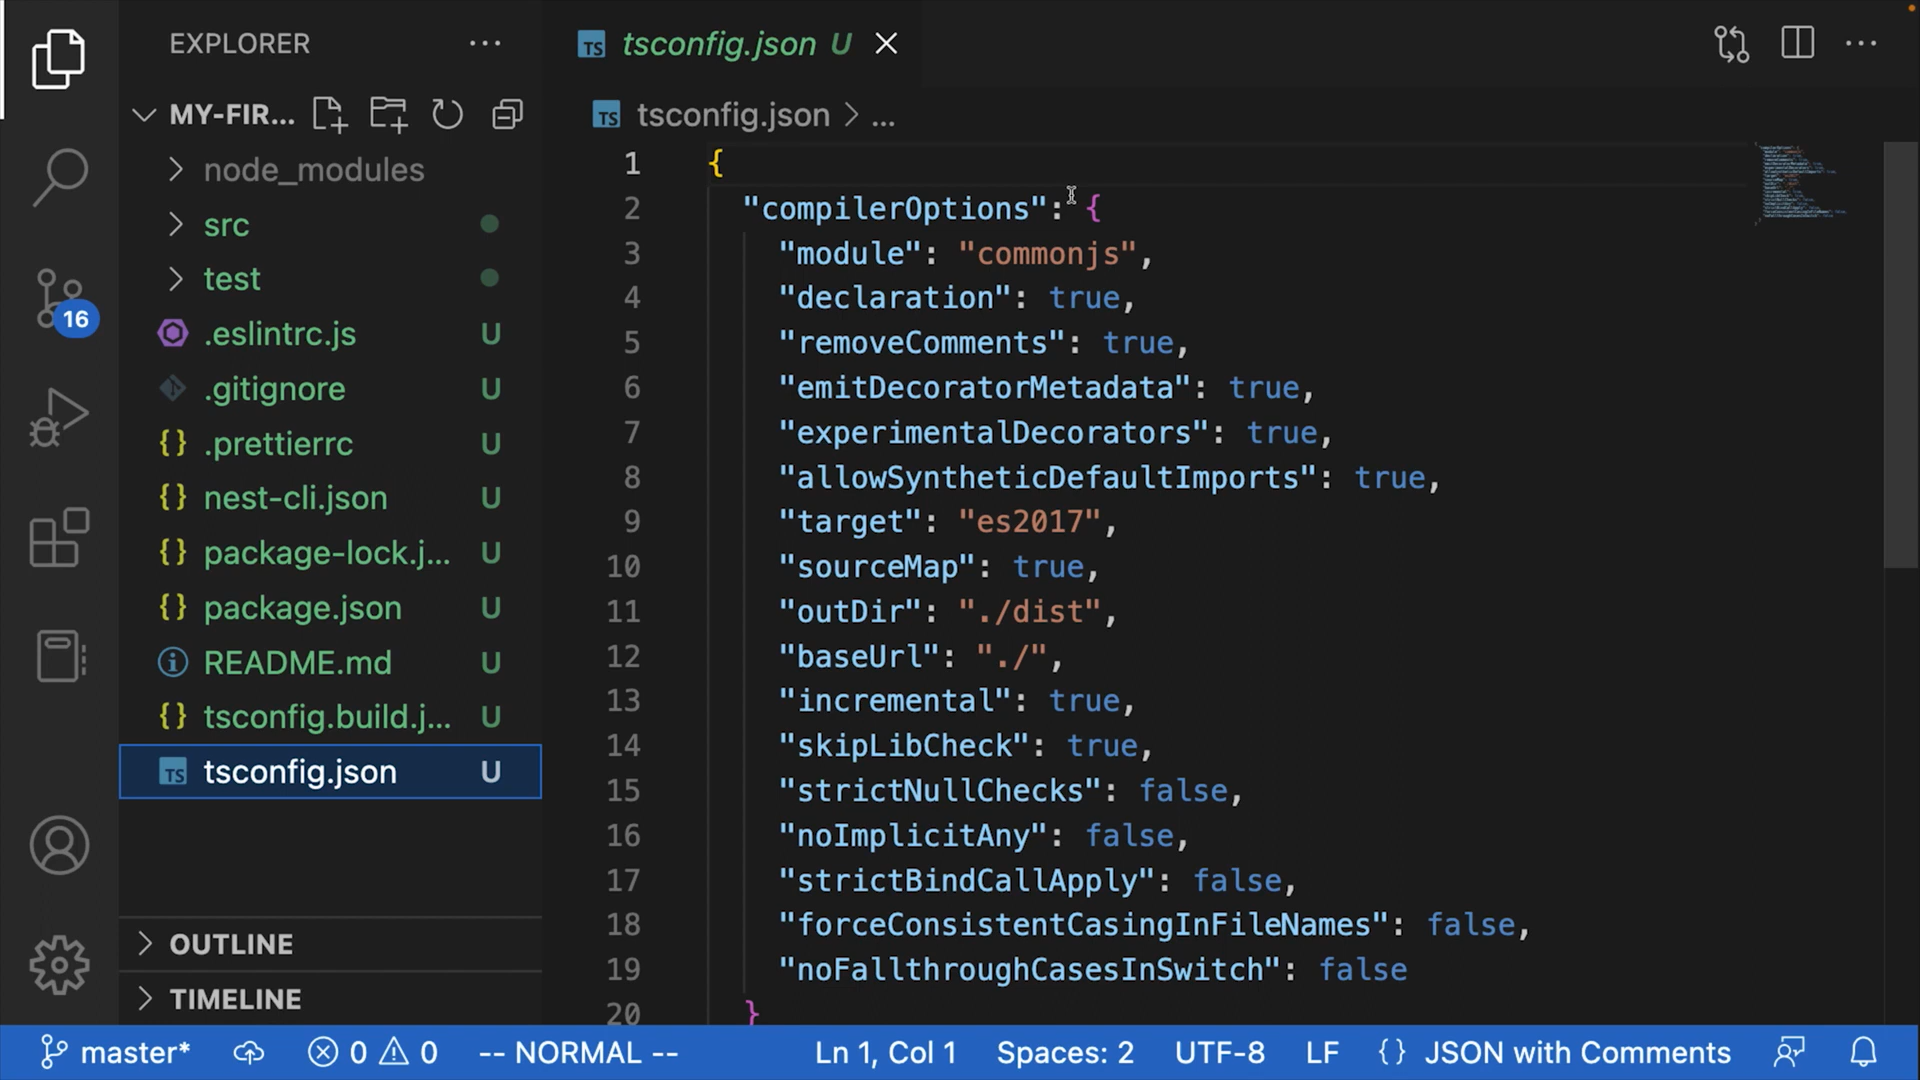 EXPLORER
MY-FIR...
node_modules
src
test
.eslintrc.js U
.gitignore U
.prettierrc U
nest-cli.json U
package-lock.j... U
package.json U
README.md U
tsconfig.build.j... U
TS tsconfig.json U
OUTLINE
TIMELINE
16
TS tsconfig.json U
TS tsconfig.json > ...
1 {
2 "compilerOptions": {
3 "module": "commonjs",
4 "declaration": true,
5 "removeComments": true,
6 "emitDecoratorMetadata": true,
7 "experimentalDecorators": true,
8 "allowSyntheticDefaultImports": true,
9 "target": "es2017",
10 "sourceMap": true,
11 "outDir": "./dist",
12 "baseUrl": "./",
13 "incremental": true,
14 "skipLibCheck": true,
15 "strictNullChecks": false,
16 "noImplicitAny": false,
17 "strictBindCallApply": false,
18 "forceConsistentCasingInFileNames": false,
19 "noFallthroughCasesInSwitch": false
20 }
master* 0 0 -- NORMAL -- Ln 1, Col 1 Spaces: 2 UTF-8 LF {} JSON with Comments